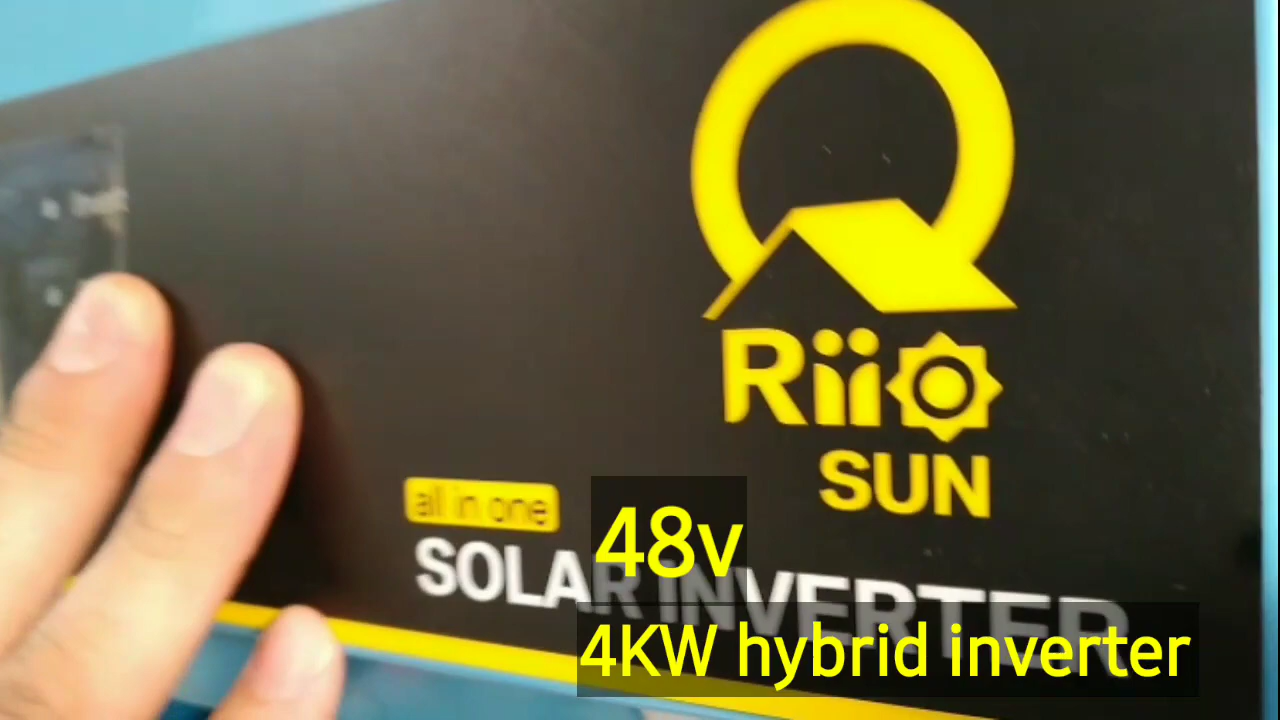 Riio
SUN
all in one
SOLAR INVERTER
48v
4KW hybrid inverter